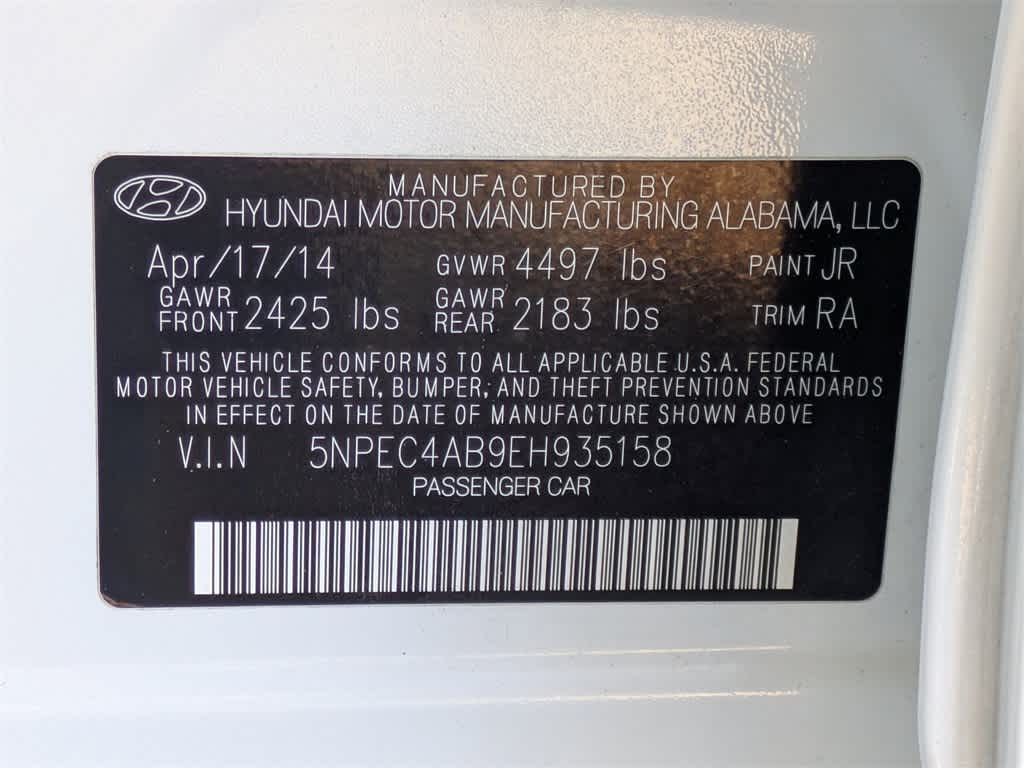 MANUFACTURED BY
HYUNDAI MOTOR MANUFACTURING ALABAMA, LLC
Apr/17/14 GVWR 4497 lbs PAINT JR
GAWR FRONT 2425 lbs GAWR REAR 2183 lbs TRIM RA
THIS VEHICLE CONFORMS TO ALL APPLICABLE U.S.A. FEDERAL
MOTOR VEHICLE SAFETY, BUMPER, AND THEFT PREVENTION STANDARDS
IN EFFECT ON THE DATE OF MANUFACTURE SHOWN ABOVE
V.I.N 5NPEC4AB9EH935158
PASSENGER CAR